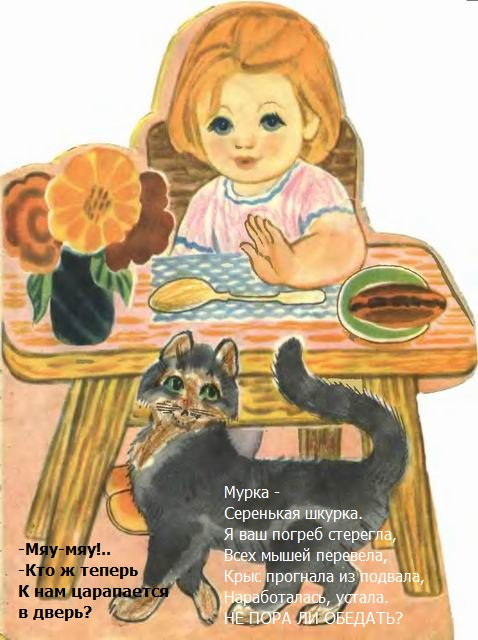 -Мяу-мяу!..
-Кто ж теперь
К нам царапается
в дверь?
Мурка -
Серенькая шкурка.
Я ваш погреб стерегла,
Всех мышей перевела,
Крыс прогнала из подвала,
Наработалась, устала.
НЕ ПОРА ЛИ ОБЕДАТЬ?